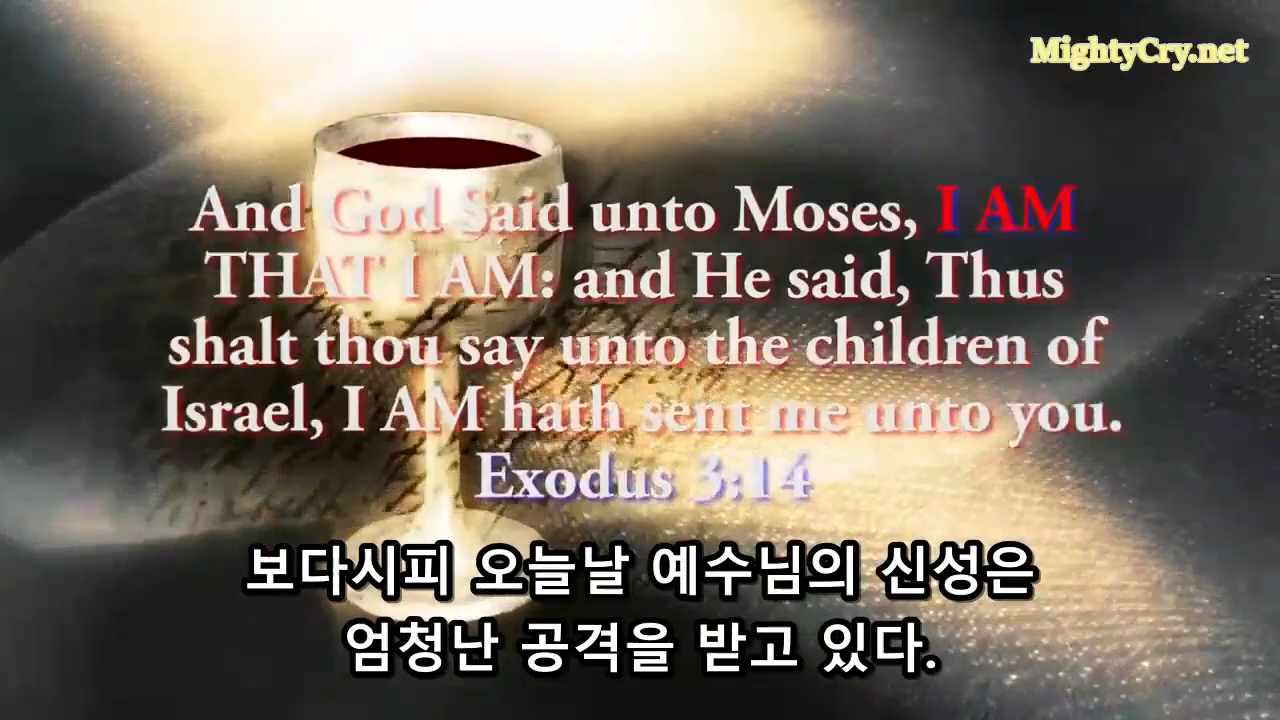 MightyCry.net
And God Said unto Moses, I AM
THAT I AM: and He said, Thus
shalt thou say unto the children of
Israel, I AM hath sent me unto you.
Exodus 3:14
보다시피 오늘날 예수님의 신성은
엄청난 공격을 받고 있다.